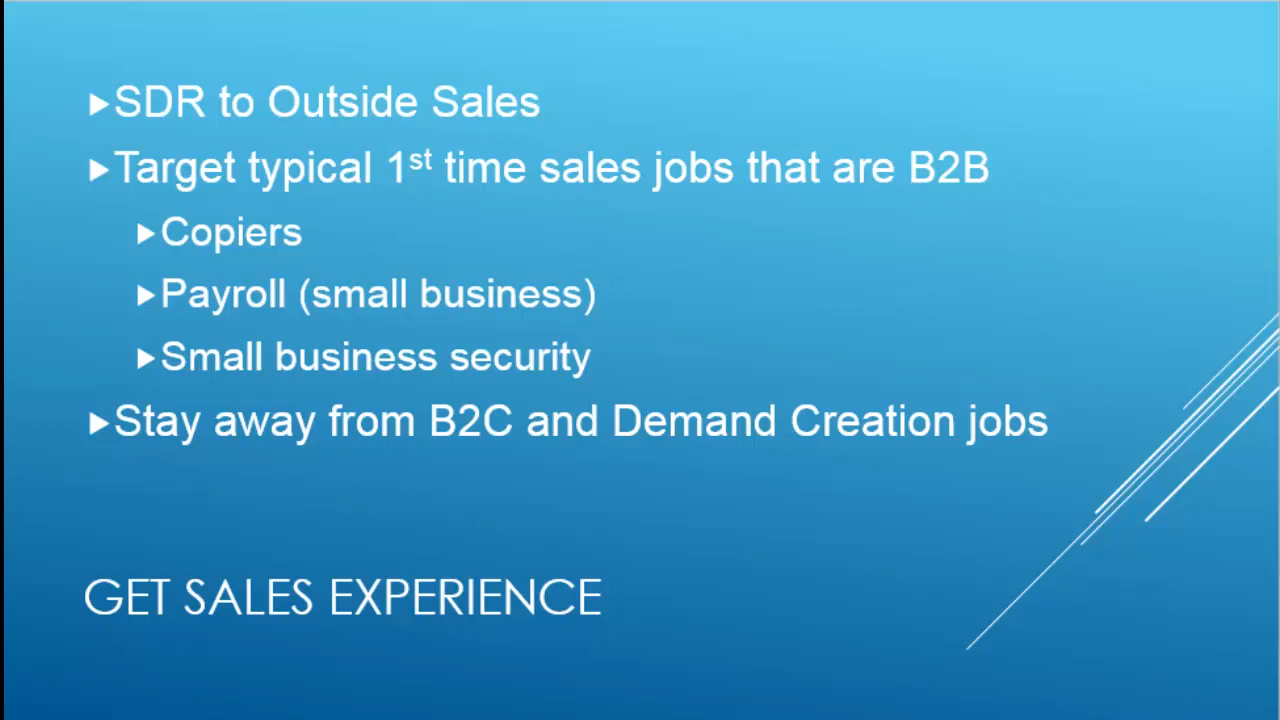 SDR to Outside Sales
Target typical 1st time sales jobs that are B2B
Copiers
Payroll (small business)
Small business security
Stay away from B2C and Demand Creation jobs
GET SALES EXPERIENCE